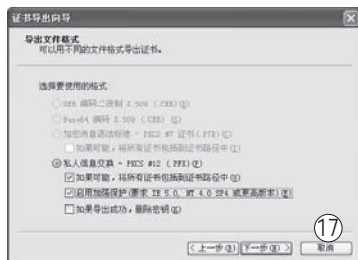 证书导出向导
导出文件格式
可以用不同的文件格式导出证书。
选择要使用的格式:
DER 编码二进制 X.509 (.CER)(D)
Base64 编码 X.509 (.CER)(S)
加密消息语法标准 - PKCS #7 证书(.P7B)(C)
如果可能,将所有证书包括到证书路径中(I)
私人信息交换 - PKCS #12 (.PFX)(P)
如果可能,将所有证书包括到证书路径中(U)
启用加强保护(要求 IE 5.0, NT 4.0 SP4 或更高版本)(E)
如果导出成功,删除密钥(K)
⑰
< 上一步(B) 下一步(N) > 取消